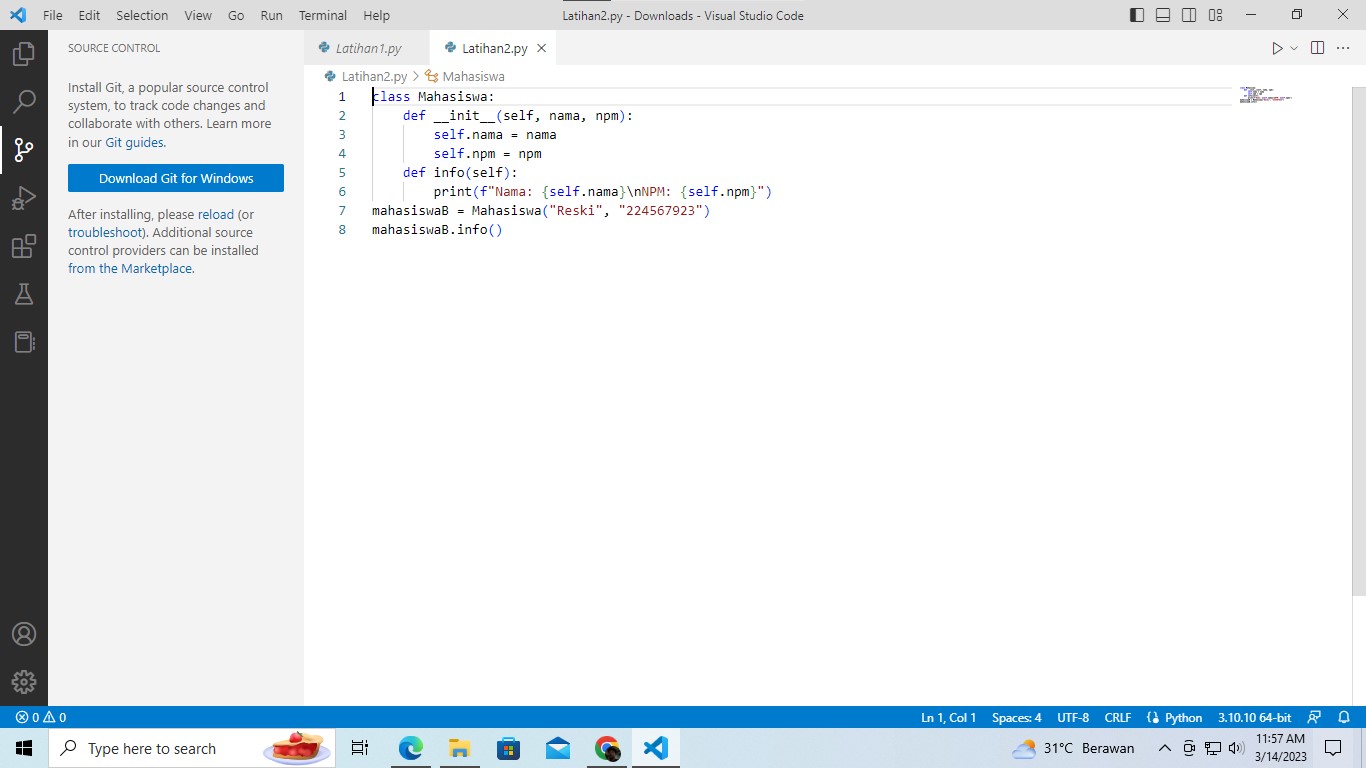 File Edit Selection View Go Run Terminal Help
Latihan2.py - Downloads - Visual Studio Code
SOURCE CONTROL
Install Git, a popular source control
system, to track code changes and
collaborate with others. Learn more
in our Git guides.
Download Git for Windows
After installing, please reload (or
troubleshoot). Additional source
control providers can be installed
from the Marketplace.
Latihan1.py
Latihan2.py
Latihan2.py > Mahasiswa
1 class Mahasiswa:
2     def __init__(self, nama, npm):
3         self.nama = nama
4         self.npm = npm
5     def info(self):
6         print(f"Nama: {self.nama}\nNPM: {self.npm}")
7 mahasiswaB = Mahasiswa("Reski", "224567923")
8 mahasiswaB.info()
0 0
Ln 1, Col 1 Spaces: 4 UTF-8 CRLF Python 3.10.10 64-bit
Type here to search
31°C Berawan
11:57 AM
3/14/2023